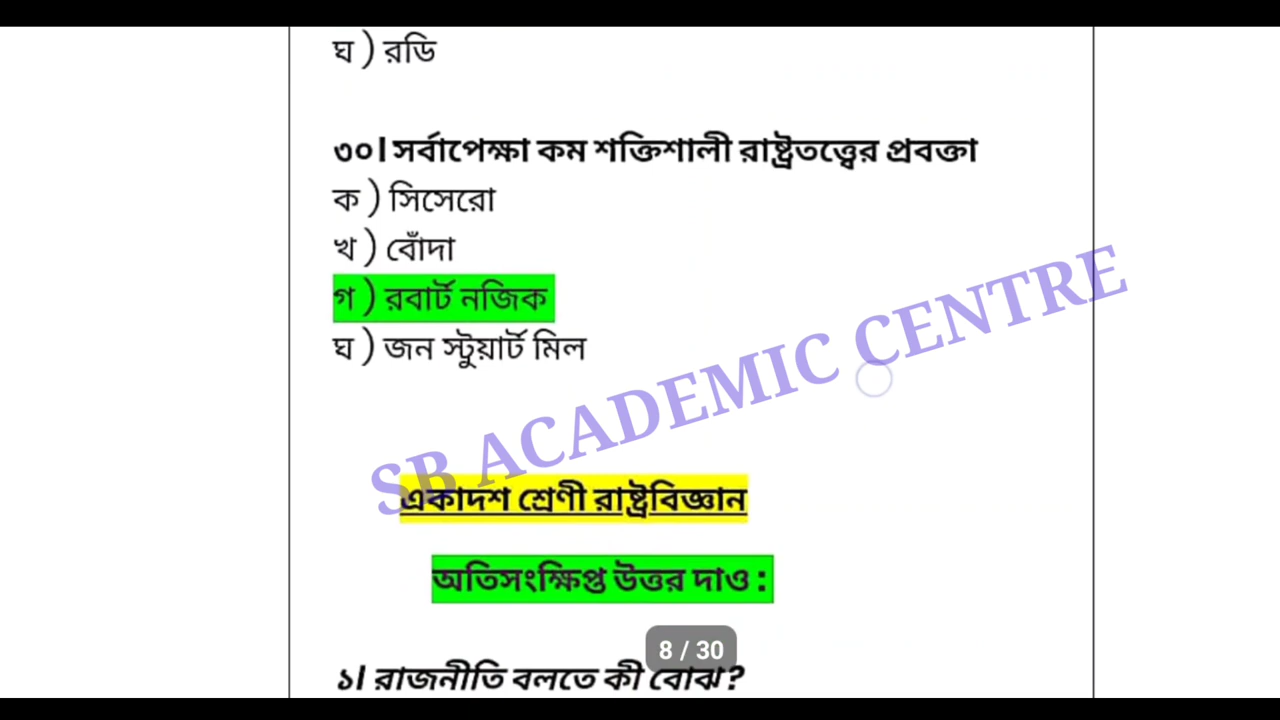 ঘ ) রডি
৩০। সর্বাপেক্ষা কম শক্তিশালী রাষ্ট্রতত্ত্বের প্রবক্তা
ক ) সিসেরো
খ ) বোঁদা
গ ) রবার্ট নজিক
ঘ ) জন স্টুয়ার্ট মিল
SB ACADEMIC CENTRE
একাদশ শ্রেণী রাষ্ট্রবিজ্ঞান
অতিসংক্ষিপ্ত উত্তর দাও :
8 / 30
১। রাজনীতি বলতে কী বোঝ?